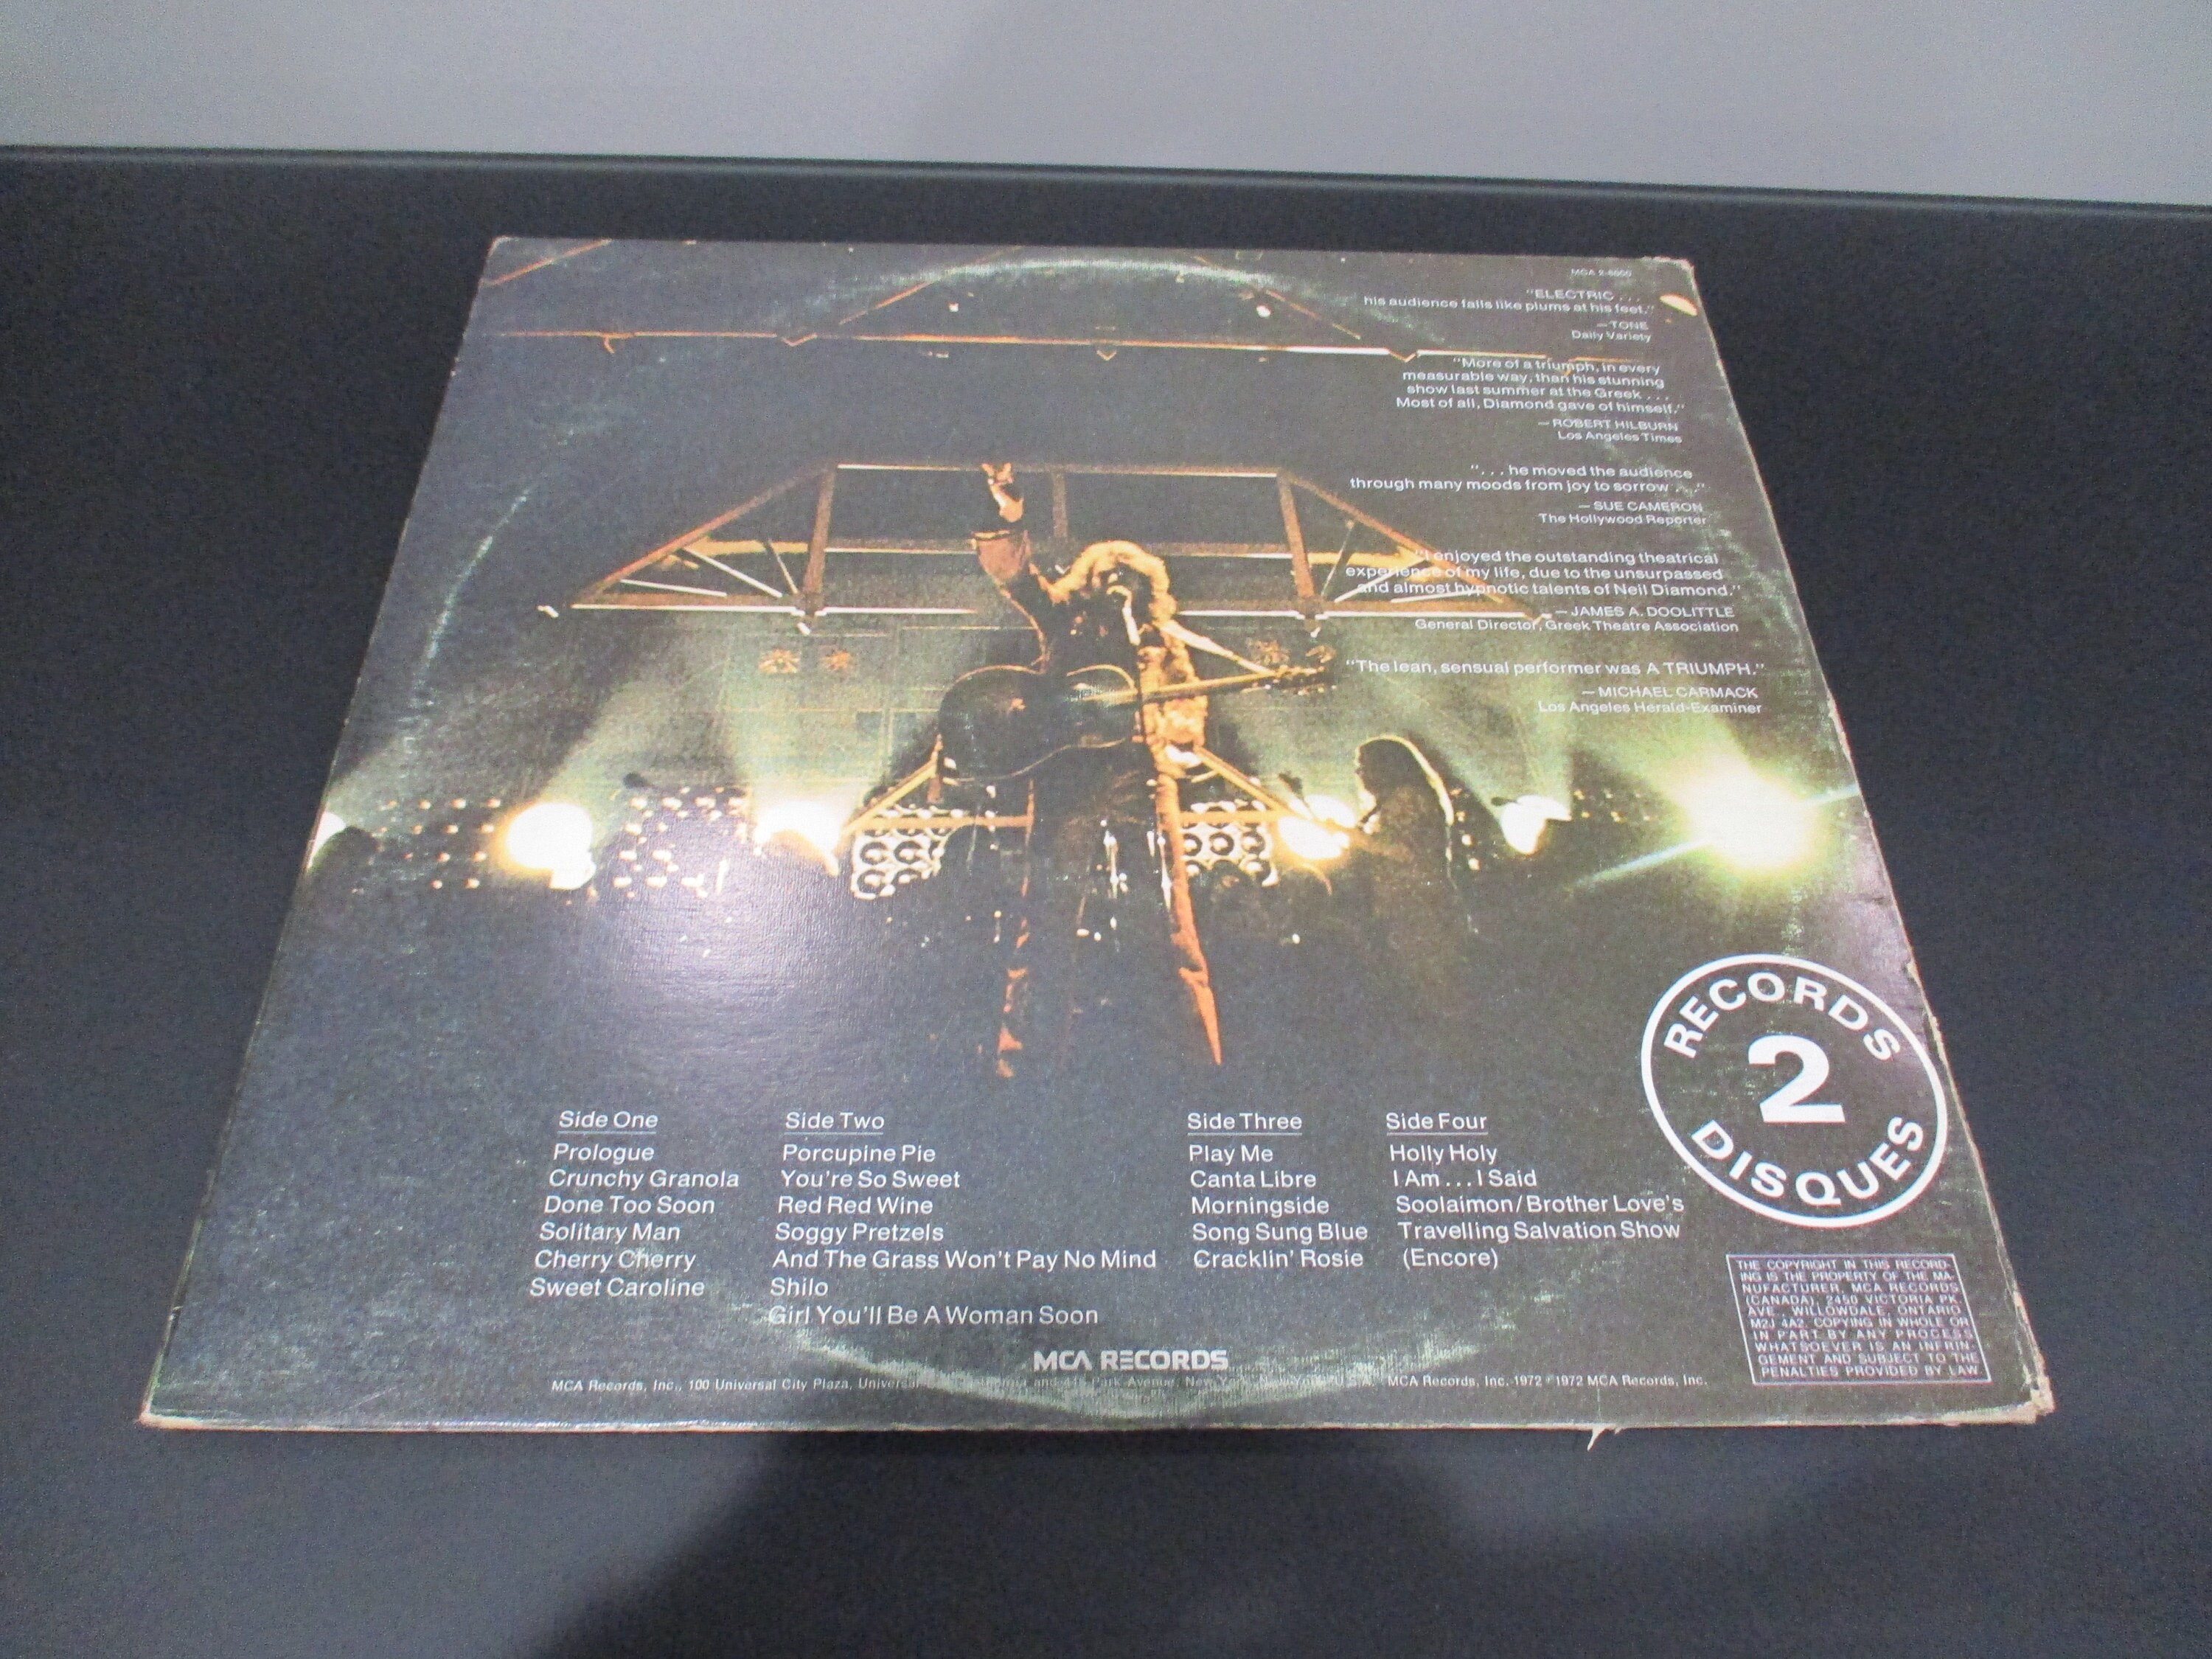 "ELECTRIC . . .
his audience falls like plums at his feet."
— TONE
Daily Variety
"More of a triumph, in every
measurable way, than his stunning
show last summer at the Greek . . .
Most of all, Diamond gave of himself."
— ROBERT HILBURN
Los Angeles Times
". . . he moved the audience
through many moods from joy to sorrow . . ."
— SUE CAMERON
The Hollywood Reporter
"I enjoyed the outstanding theatrical
experience of my life, due to the unsurpassed
and almost hypnotic talents of Neil Diamond."
— JAMES A. DOOLITTLE
General Director, Greek Theatre Association
"The lean, sensual performer was A TRIUMPH."
— MICHAEL CARMACK
Los Angeles Herald-Examiner
RECORDS
2
DISQUES
Side One
Prologue
Crunchy Granola
Done Too Soon
Solitary Man
Cherry Cherry
Sweet Caroline
Side Two
Porcupine Pie
You're So Sweet
Red Red Wine
Soggy Pretzels
And The Grass Won't Pay No Mind
Shilo
Girl You'll Be A Woman Soon
Side Three
Play Me
Canta Libre
Morningside
Song Sung Blue
Cracklin' Rosie
Side Four
Holly Holy
I Am . . . I Said
Soolaimon/Brother Love's
Travelling Salvation Show
(Encore)
THE COPYRIGHT IN THIS RECORD-
ING IS THE PROPERTY OF THE MA-
NUFACTURER, MCA RECORDS
(CANADA), 2450 VICTORIA PK.
AVE., WILLOWDALE, ONTARIO
M2J 4A2. COPYING IN WHOLE OR
IN PART BY ANY PROCESS
WHATSOEVER IS AN INFRIN-
GEMENT AND SUBJECT TO THE
PENALTIES PROVIDED BY LAW
MCA RECORDS
MCA Records, Inc., 100 Universal City Plaza, Park Avenue, New York, New York, U.S.A. MCA Records, Inc. 1972 1972 MCA Records, Inc.